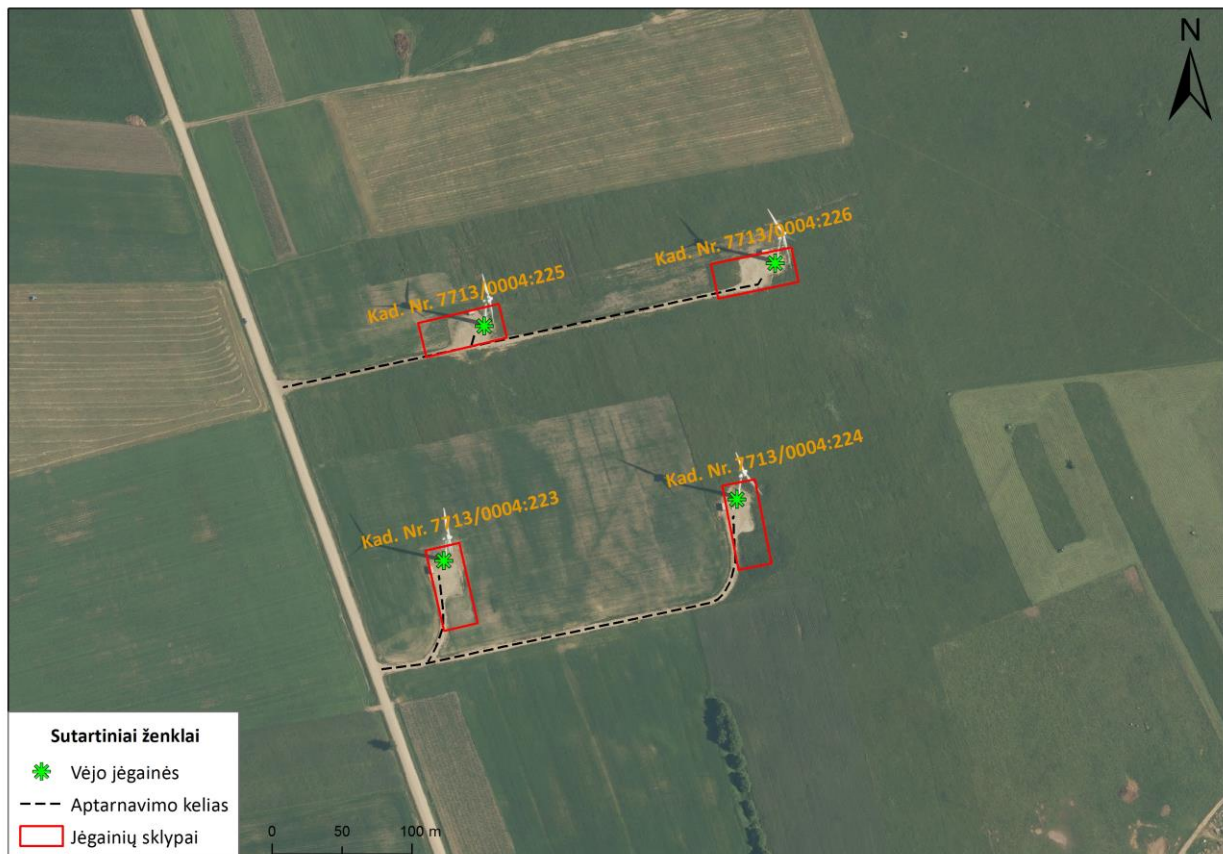 N
Kad. Nr. 7713/0004:226
Kad. Nr. 7713/0004:225
Kad. Nr. 7713/0004:224
Kad. Nr. 7713/0004:223
Sutartiniai ženklai
Vėjo jėgainės
Aptarnavimo kelias
Jėgainių sklypai
0 50 100 m